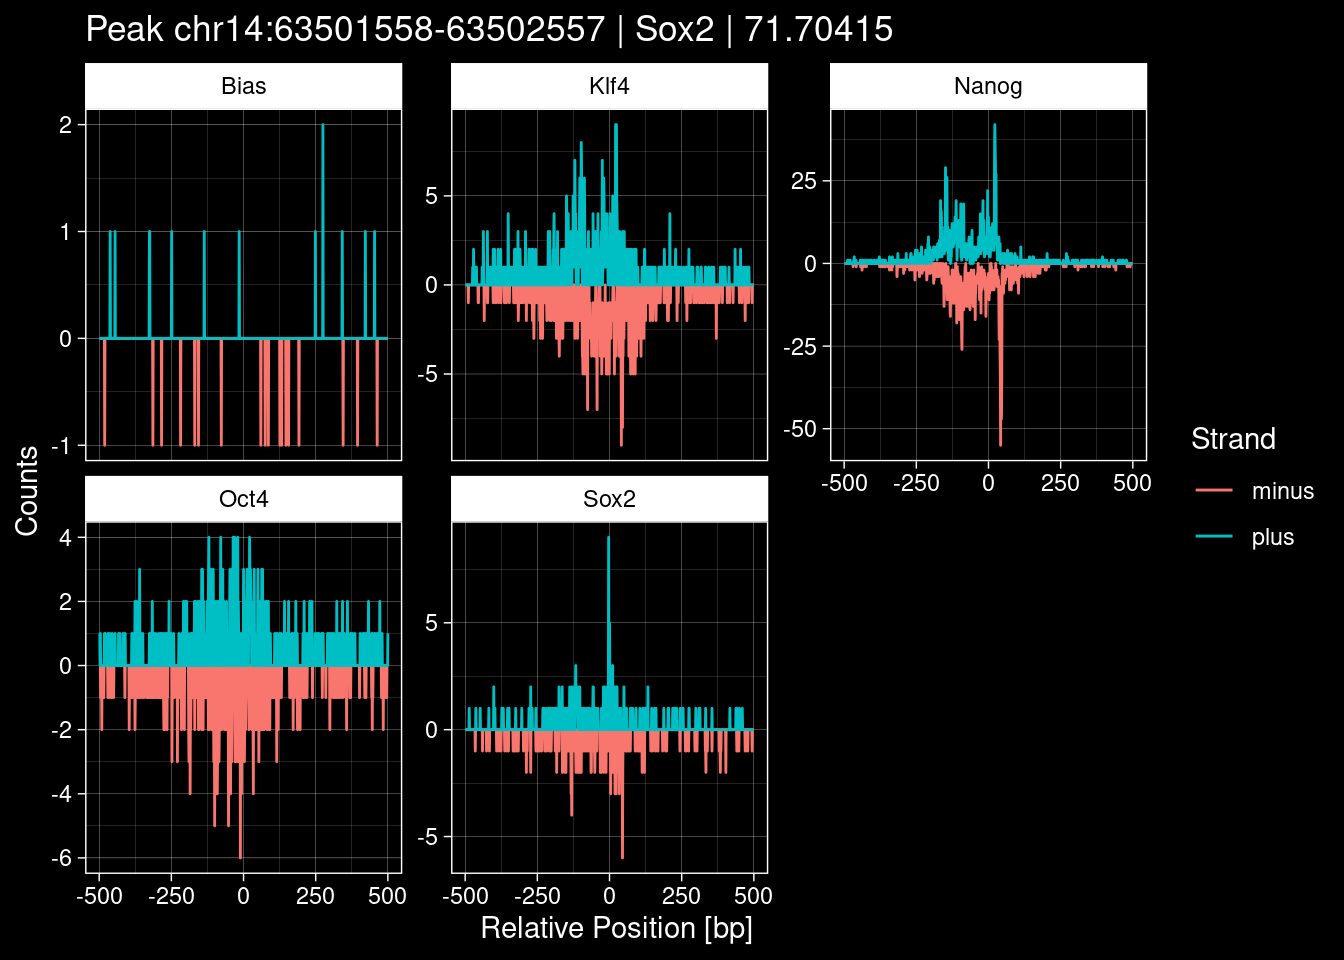 Peak chr14:63501558-63502557 | Sox2 | 71.70415
Bias
Klf4
Nanog
2
1
0
-1
5
0
-5
25
0
-25
-50
-500 -250 0 250 500
Counts
Strand
minus
plus
Oct4
Sox2
4
2
0
-2
-4
-6
5
0
-5
-500 -250 0 250 500
-500 -250 0 250 500
Relative Position [bp]